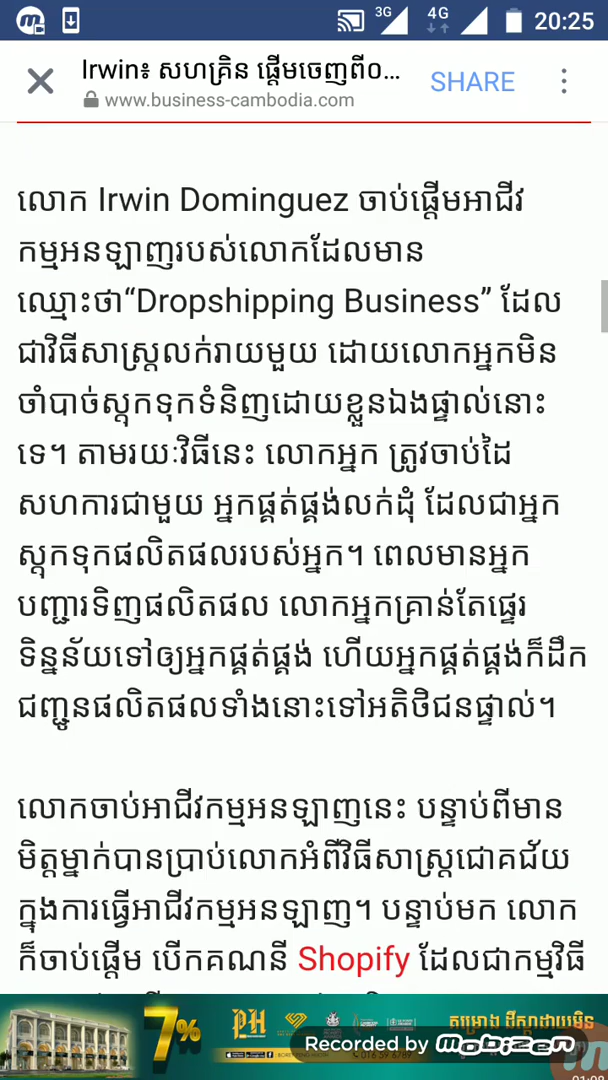 3G 4G 20:25
Irwin៖ សហគ្រិន ផ្ដើមចេញពី០...
SHARE
www.business-cambodia.com
លោក Irwin Dominguez ចាប់ផ្ដើមអាជីវ
កម្មអនឡាញរបស់លោកដែលមាន
ឈ្មោះថា“Dropshipping Business” ដែល
ជាវិធីសាស្ត្រលក់រាយមួយ ដោយលោកអ្នកមិន
ចាំបាច់ស្តុកទុកទំនិញដោយខ្លួនឯងផ្ទាល់នោះ
ទេ។ តាមរយៈវិធីនេះ លោកអ្នក ត្រូវចាប់ដៃ
សហការជាមួយ អ្នកផ្គត់ផ្គង់លក់ដុំ ដែលជាអ្នក
ស្តុកទុកផលិតផលរបស់អ្នក។ ពេលមានអ្នក
បញ្ជារទិញផលិតផល លោកអ្នកគ្រាន់តែផ្ទេរ
ទិន្នន័យទៅឲ្យអ្នកផ្គត់ផ្គង់ ហើយអ្នកផ្គត់ផ្គង់ក៏ដឹក
ជញ្ជូនផលិតផលទាំងនោះទៅអតិថិជនផ្ទាល់។
លោកចាប់អាជីវកម្មអនឡាញនេះ បន្ទាប់ពីមាន
មិត្តម្នាក់បានប្រាប់លោកអំពីវិធីសាស្ត្រជោគជ័យ
ក្នុងការធ្វើអាជីវកម្មអនឡាញ។ បន្ទាប់មក លោក
ក៏ចាប់ផ្ដើម បើកគណនី Shopify ដែលជាកម្មវិធី
7% PH គម្រោង ដឹកស្តាដាយមិន
Recorded by mobizen